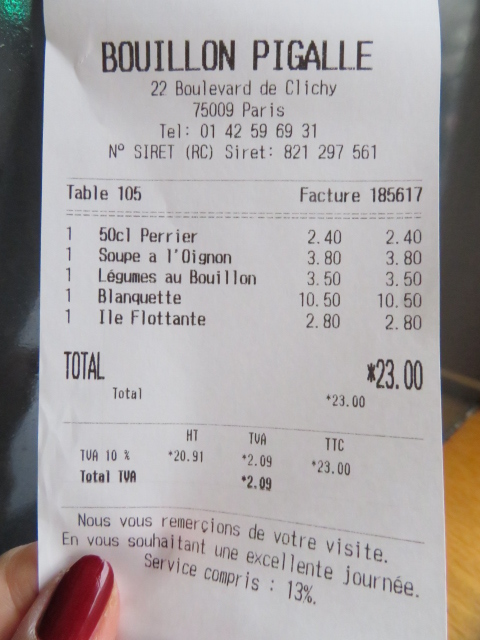 BOUILLON PIGALLE
22 Boulevard de Clichy
75009 Paris
Tel: 01 42 59 69 31
N° SIRET (RC) Siret: 821 297 561
Table 105 Facture 185617
1 50cl Perrier 2.40 2.40
1 Soupe a l'Oignon 3.80 3.80
1 Légumes au Bouillon 3.50 3.50
1 Blanquette 10.50 10.50
1 Ile Flottante 2.80 2.80
TOTAL *23.00
Total *23.00
HT TVA TTC
TVA 10 % *20.91 *2.09 *23.00
Total TVA *2.09
Nous vous remerçions de votre visite.
En vous souhaitant une excellente journée.
Service compris : 13%.